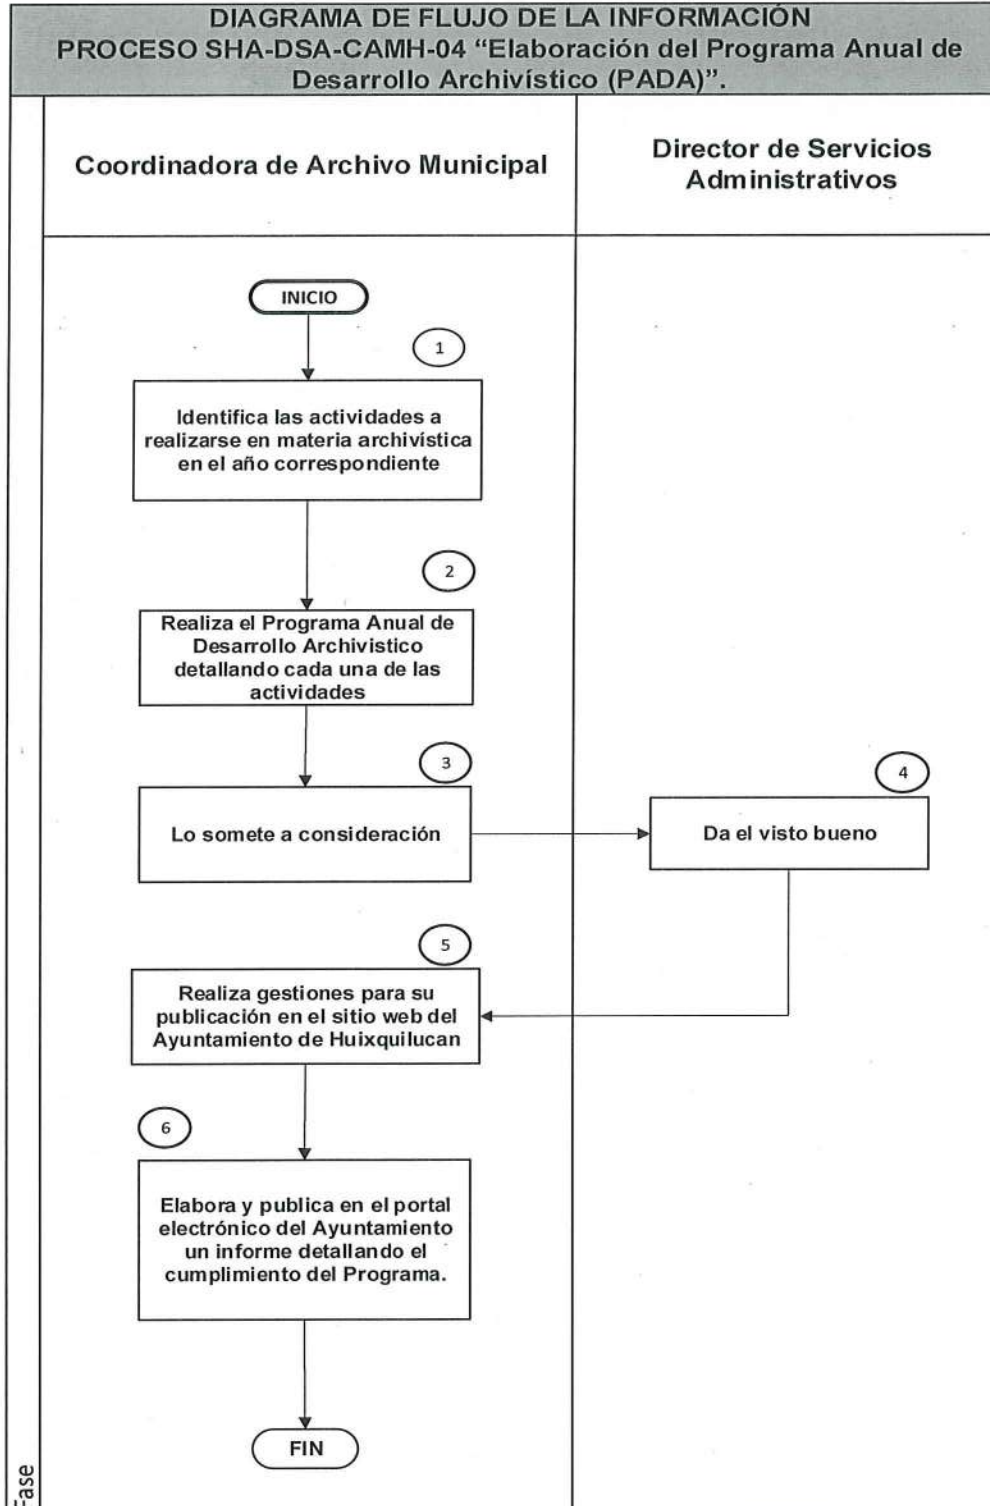 DIAGRAMA DE FLUJO DE LA INFORMACIÓN
PROCESO SHA-DSA-CAMH-04 “Elaboración del Programa Anual de
Desarrollo Archivístico (PADA)”.
Coordinadora de Archivo Municipal
Director de Servicios
Administrativos
INICIO
1
Identifica las actividades a
realizarse en materia archivística
en el año correspondiente
2
Realiza el Programa Anual de
Desarrollo Archivistico
detallando cada una de las
actividades
3
Lo somete a consideración
4
Da el visto bueno
5
Realiza gestiones para su
publicación en el sitio web del
Ayuntamiento de Huixquilucan
6
Elabora y publica en el portal
electrónico del Ayuntamiento
un informe detallando el
cumplimiento del Programa.
FIN
Fase